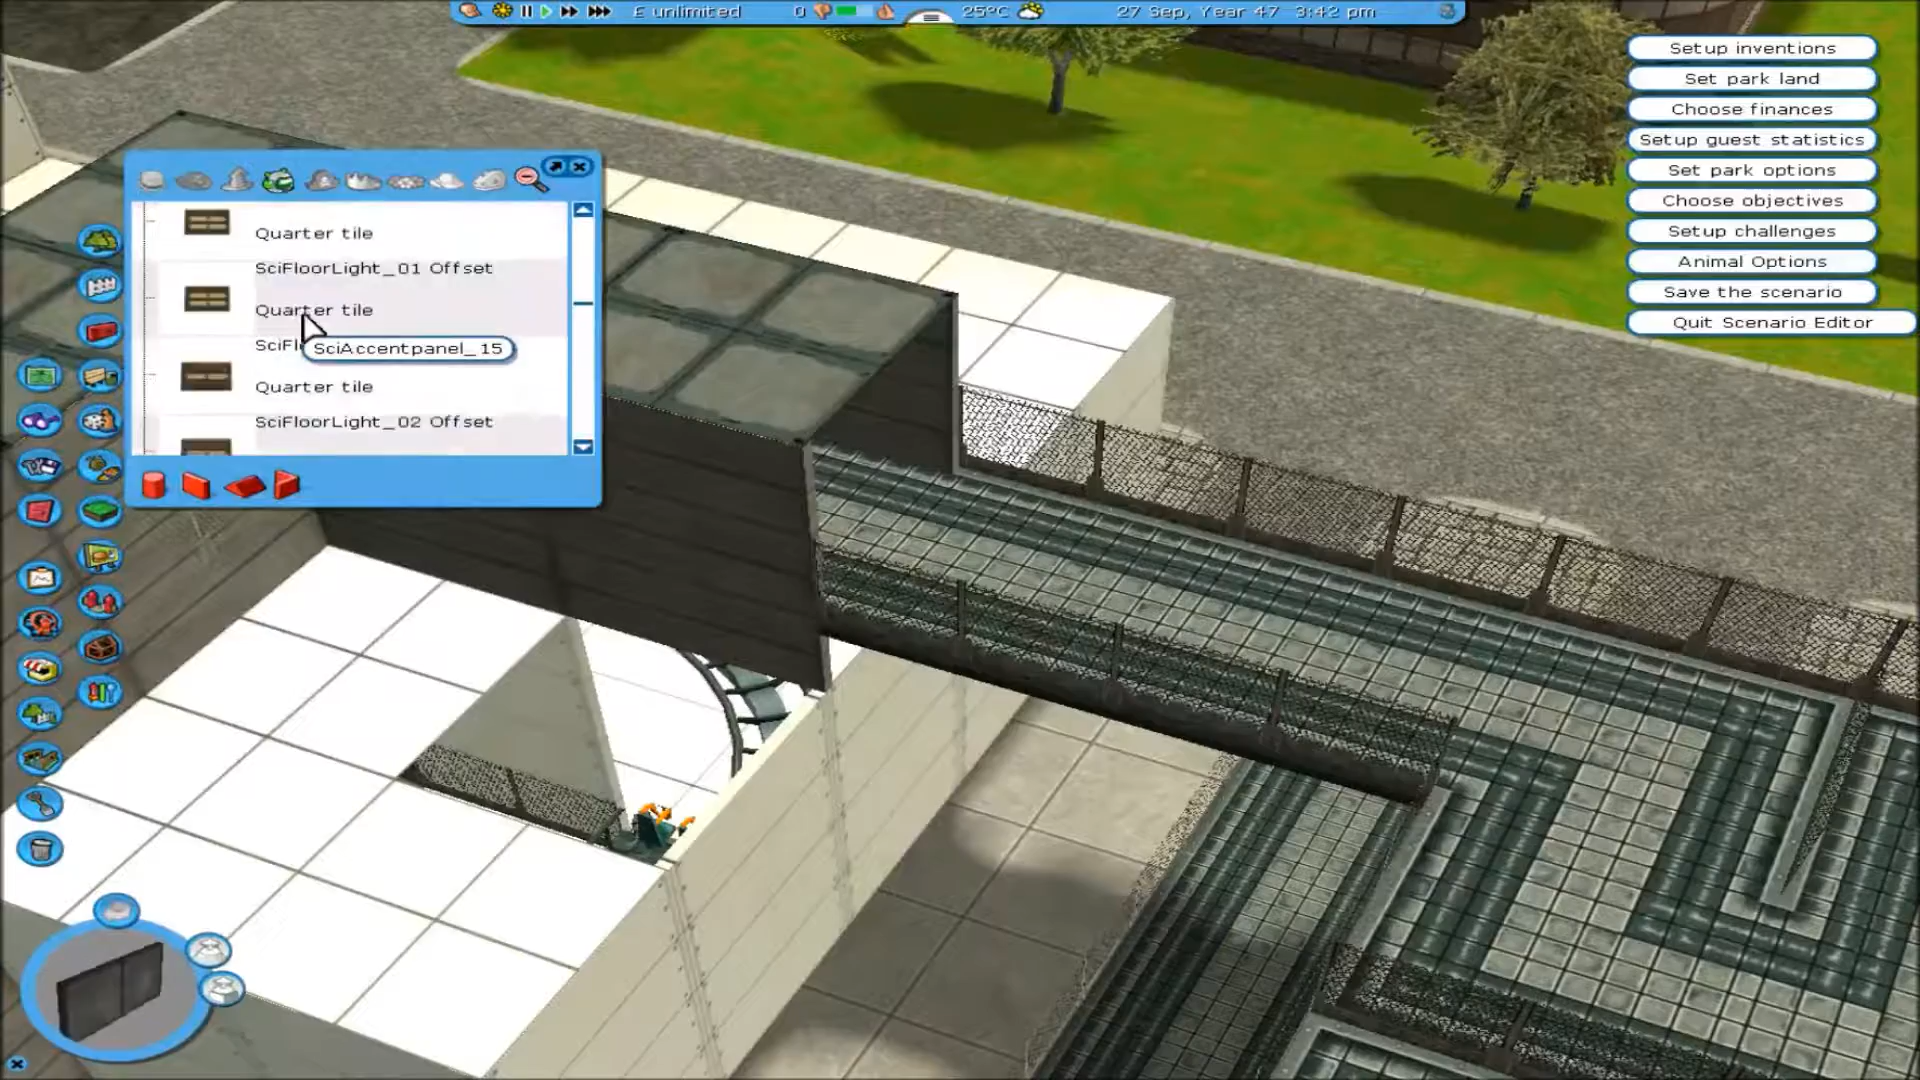 £ unlimited 0 25°C 27 Sep, Year 47 3:42 pm
Setup inventions
Set park land
Choose finances
Setup guest statistics
Set park options
Choose objectives
Setup challenges
Animal Options
Save the scenario
Quit Scenario Editor
Quarter tile
SciFloorLight_01 Offset
Quarter tile
SciFl
SciAccentpanel_15
Quarter tile
SciFloorLight_02 Offset